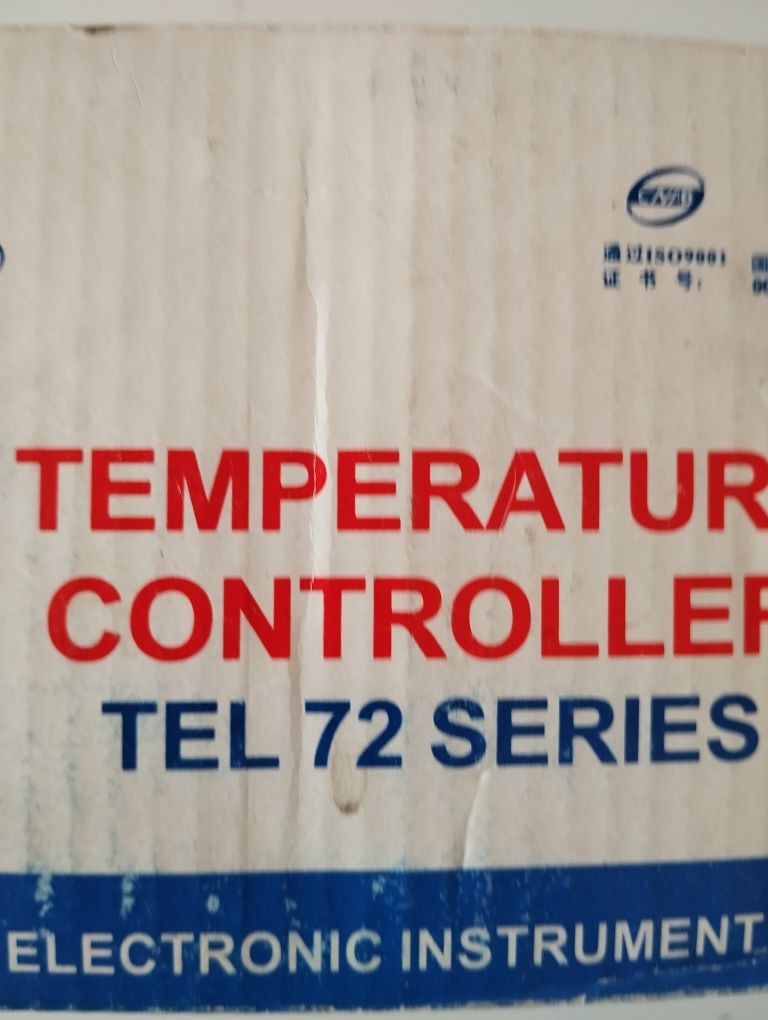 通过ISO9001
证 书 号:
TEMPERATUR
CONTROLLER
TEL 72 SERIES
ELECTRONIC INSTRUMENT